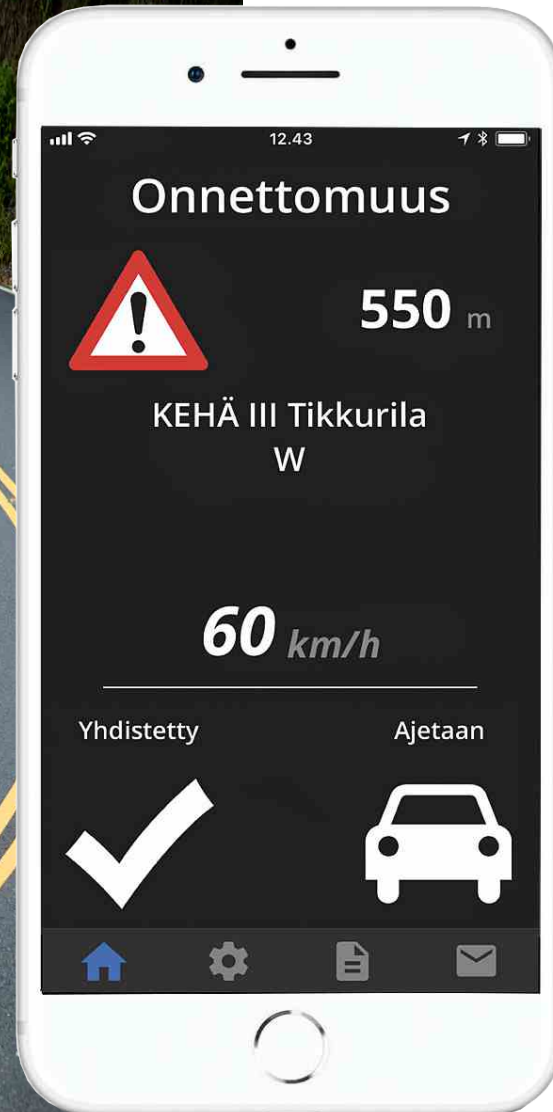 12.43
Onnettomuus
550 m
KEHÄ III Tikkurila
W
60 km/h
Yhdistetty
Ajetaan